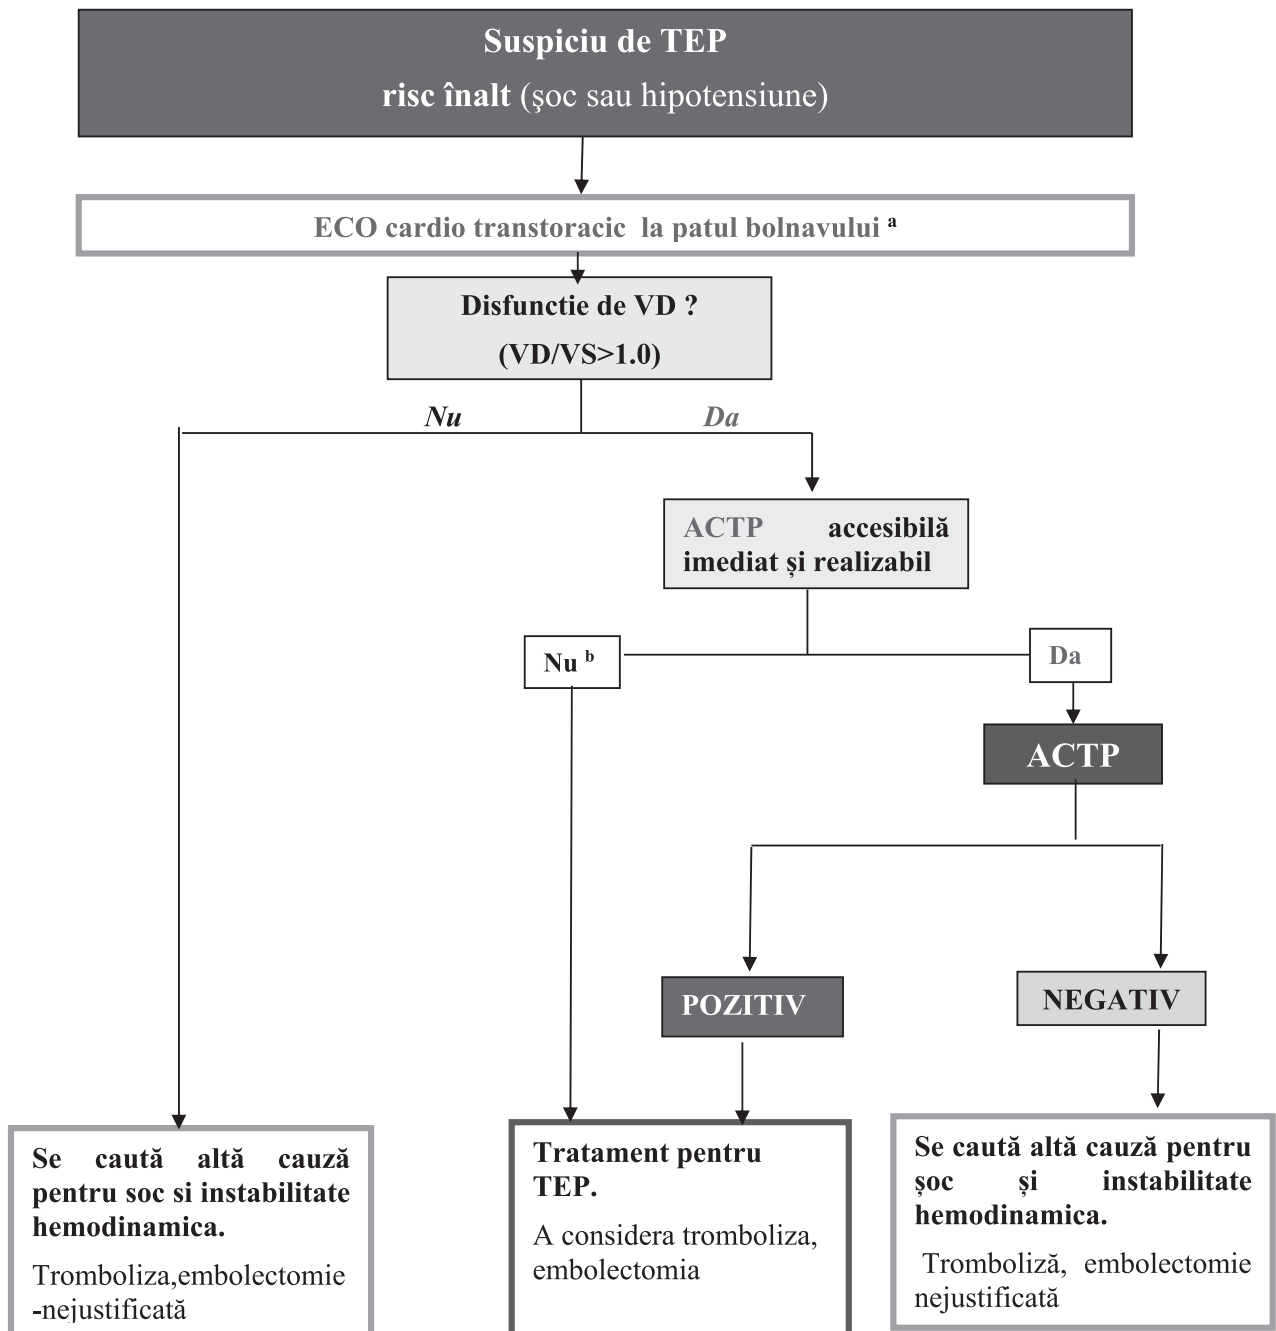 Suspiciu de TEP
risc înalt (şoc sau hipotensiune)
ECO cardio transtoracic la patul bolnavului a
Disfunctie de VD ?
(VD/VS>1.0)
Nu
Da
ACTP accesibilă
imediat și realizabil
Nu b
Da
ACTP
POZITIV
NEGATIV
Se caută altă cauză
pentru soc si instabilitate
hemodinamica.
Tromboliza,embolectomie
-nejustificată
Tratament pentru
TEP.
A considera tromboliza,
embolectomia
Se caută altă cauză pentru
șoc și instabilitate
hemodinamica.
Tromboliză, embolectomie
nejustificată